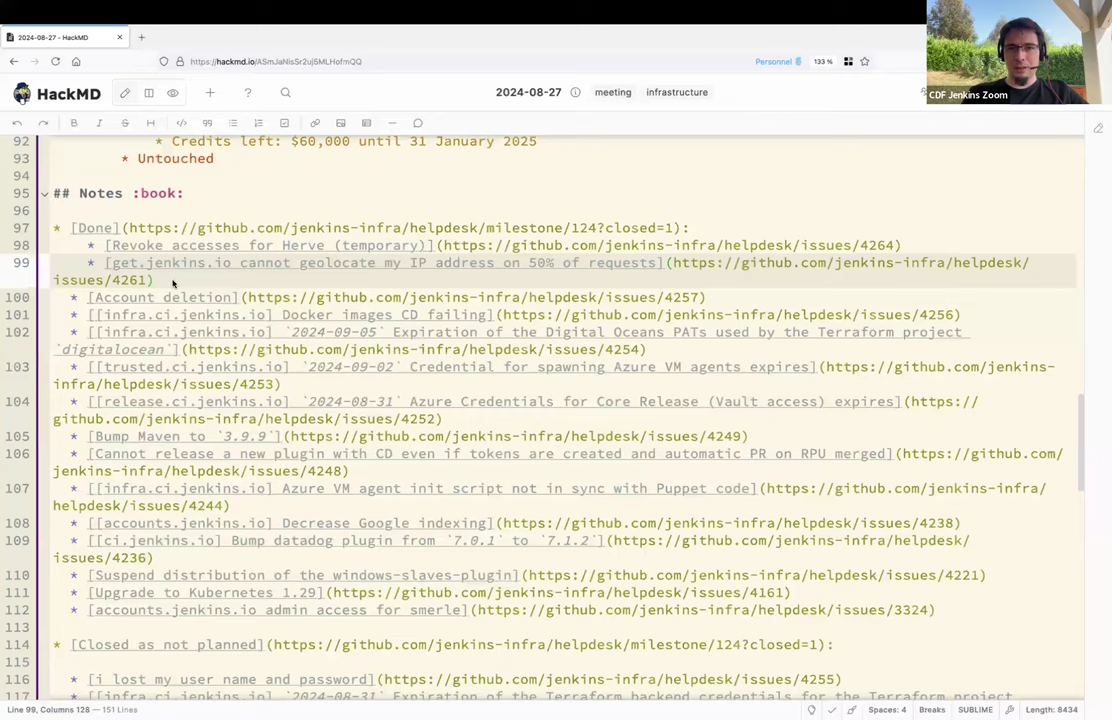 2024-08-27 - HackMD
https://hackmd.io/ASmJaNisSr2uj5MLHofmQQ
Personnel
133 %
CDF Jenkins Zoom
HackMD
2024-08-27
meeting
infrastructure
92 * Credits left: $60,000 until 31 January 2025
93 * Untouched
94
95 ## Notes :book:
96
97 * [Done](https://github.com/jenkins-infra/helpdesk/milestone/124?closed=1):
98 * [Revoke accesses for Herve (temporary)](https://github.com/jenkins-infra/helpdesk/issues/4264)
99 * [get.jenkins.io cannot geolocate my IP address on 50% of requests](https://github.com/jenkins-infra/helpdesk/
issues/4261)
100 * [Account deletion](https://github.com/jenkins-infra/helpdesk/issues/4257)
101 * [[infra.ci.jenkins.io] Docker images CD failing](https://github.com/jenkins-infra/helpdesk/issues/4256)
102 * [[infra.ci.jenkins.io] `2024-09-05` Expiration of the Digital Oceans PATs used by the Terraform project
`digitalocean`](https://github.com/jenkins-infra/helpdesk/issues/4254)
103 * [[trusted.ci.jenkins.io] `2024-09-02` Credential for spawning Azure VM agents expires](https://github.com/jenkins-
infra/helpdesk/issues/4253)
104 * [[release.ci.jenkins.io] `2024-08-31` Azure Credentials for Core Release (Vault access) expires](https://
github.com/jenkins-infra/helpdesk/issues/4252)
105 * [Bump Maven to `3.9.9`](https://github.com/jenkins-infra/helpdesk/issues/4249)
106 * [Cannot release a new plugin with CD even if tokens are created and automatic PR on RPU merged](https://github.com/
jenkins-infra/helpdesk/issues/4248)
107 * [[infra.ci.jenkins.io] Azure VM agent init script not in sync with Puppet code](https://github.com/jenkins-infra/
helpdesk/issues/4244)
108 * [[accounts.jenkins.io] Decrease Google indexing](https://github.com/jenkins-infra/helpdesk/issues/4238)
109 * [[ci.jenkins.io] Bump datadog plugin from `7.0.1` to `7.1.2`](https://github.com/jenkins-infra/helpdesk/
issues/4236)
110 * [Suspend distribution of the windows-slaves-plugin](https://github.com/jenkins-infra/helpdesk/issues/4221)
111 * [Upgrade to Kubernetes 1.29](https://github.com/jenkins-infra/helpdesk/issues/4161)
112 * [accounts.jenkins.io admin access for smerle](https://github.com/jenkins-infra/helpdesk/issues/3324)
113
114 * [Closed as not planned](https://github.com/jenkins-infra/helpdesk/milestone/124?closed=1):
115
116 * [i lost my user name and password](https://github.com/jenkins-infra/helpdesk/issues/4255)
117 * [[infra.ci.jenkins.io] `2024-08-31` Expiration of the Terraform backend credentials for the Terraform project
Line 99, Columns 128 — 151 Lines
Spaces: 4
Breaks
SUBLIME
Length: 8434